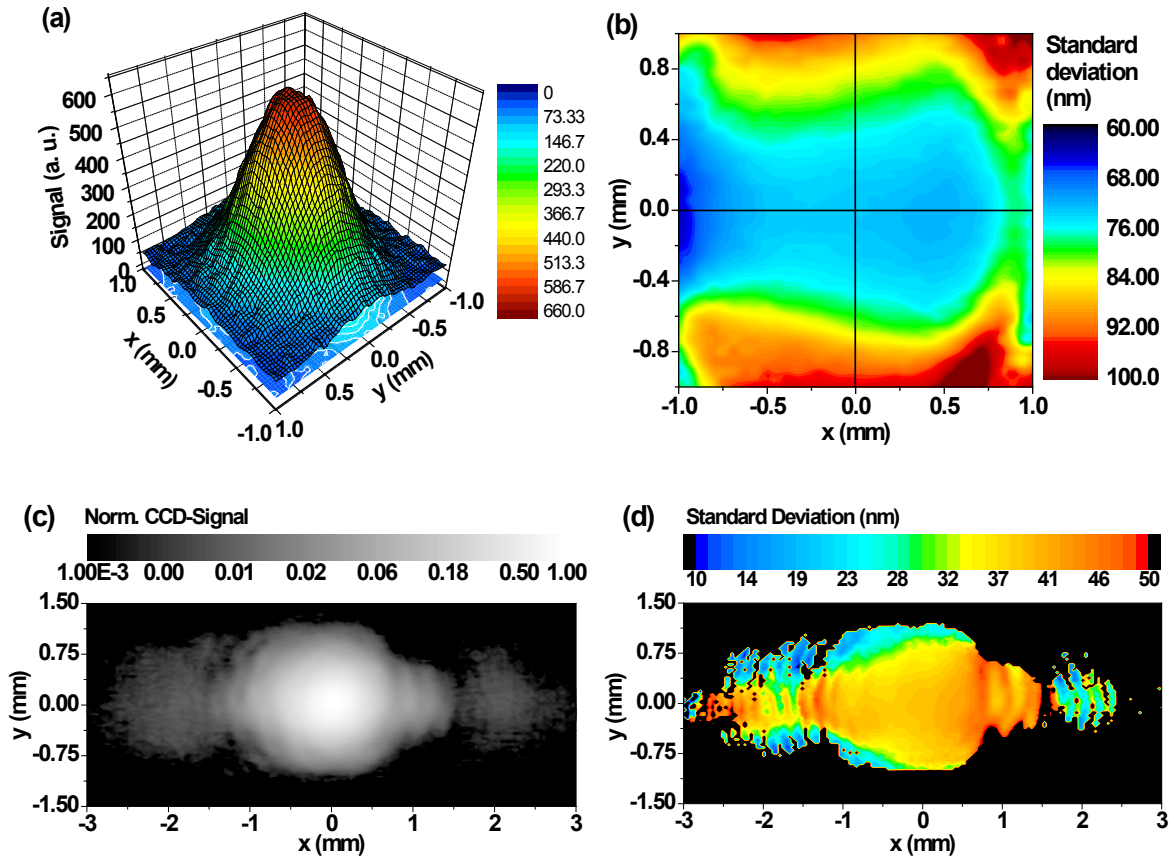 (a)
600
500
400
300
200
100
0
Signal (a. u.)
1.0
0.5
0.0
-0.5
-1.0
x (mm)
1.0
0.5
0.0
-0.5
-1.0
y (mm)
0
73.33
146.7
220.0
293.3
366.7
440.0
513.3
586.7
660.0
(b)
0.8
0.4
0.0
-0.4
-0.8
y (mm)
-1.0 -0.5 0.0 0.5 1.0
x (mm)
Standard
deviation
(nm)
60.00
68.00
76.00
84.00
92.00
100.0
(c) Norm. CCD-Signal
1.00E-3 0.00 0.01 0.02 0.06 0.18 0.50 1.00
1.50
0.75
0.00
-0.75
-1.50
y (mm)
-3 -2 -1 0 1 2 3
x (mm)
(d) Standard Deviation (nm)
10 14 19 23 28 32 37 41 46 50
1.50
0.75
0.00
-0.75
-1.50
y (mm)
-3 -2 -1 0 1 2 3
x (mm)